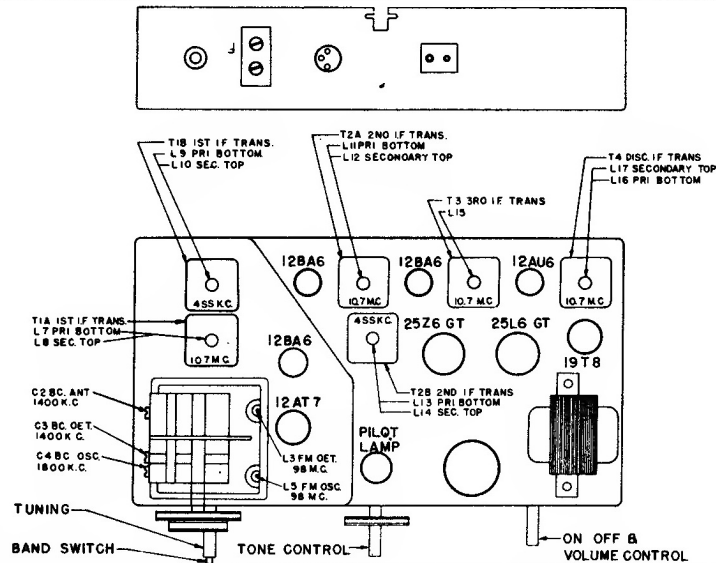 T1B 1ST I.F TRANS.
L9 PRI BOTTOM
L10 SEC. TOP
T2A 2ND I.F TRANS.
L11 PRI BOTTOM
L12 SECONDARY TOP
T4 DISC. IF TRANS
L17 SECONDARY TOP
L16 PRI BOTTOM
T3 3RD IF TRANS
L15
12BA6
12BA6
12AU6
455 K.C.
10.7 M.C.
10.7 M.C.
10.7 M.C.
T1A 1ST I.F TRANS.
L7 PRI BOTTOM
L8 SEC. TOP
455 K.C.
25Z6 GT
25L6 GT
10.7 M.C.
12BA6
19T8
T2B 2ND IF TRANS
L13 PRI BOTTOM
L14 SEC. TOP
C2 BC. ANT
1400 K.C
12AT7
C3 BC. DET.
1400 K.C.
C4 BC OSC.
1800 K.C.
PILOT
LAMP
L3 FM DET.
98 M.C.
L5 FM OSC.
98 M.C.
TUNING
BAND SWITCH
TONE CONTROL
ON OFF &
VOLUME CONTROL